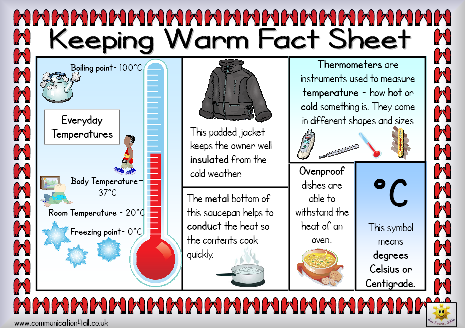 Keeping Warm Fact Sheet
Boiling point- 100°C
Everyday
Temperatures
Body Temperature-
37°C
Room Temperature - 20°C
Freezing point- 0°C
This padded jacket
keeps the owner well
insulated from the
cold weather.
The metal bottom of
this saucepan helps to
conduct the heat so
the contents cook
quickly.
Thermometers are
instruments used to measure
temperature - how hot or
cold something is. They come
in different shapes and sizes.
Ovenproof
dishes are
able to
withstand the
heat of an
oven.
°C
This symbol
means
degrees
Celsius or
Centigrade.
www.communication4all.co.uk